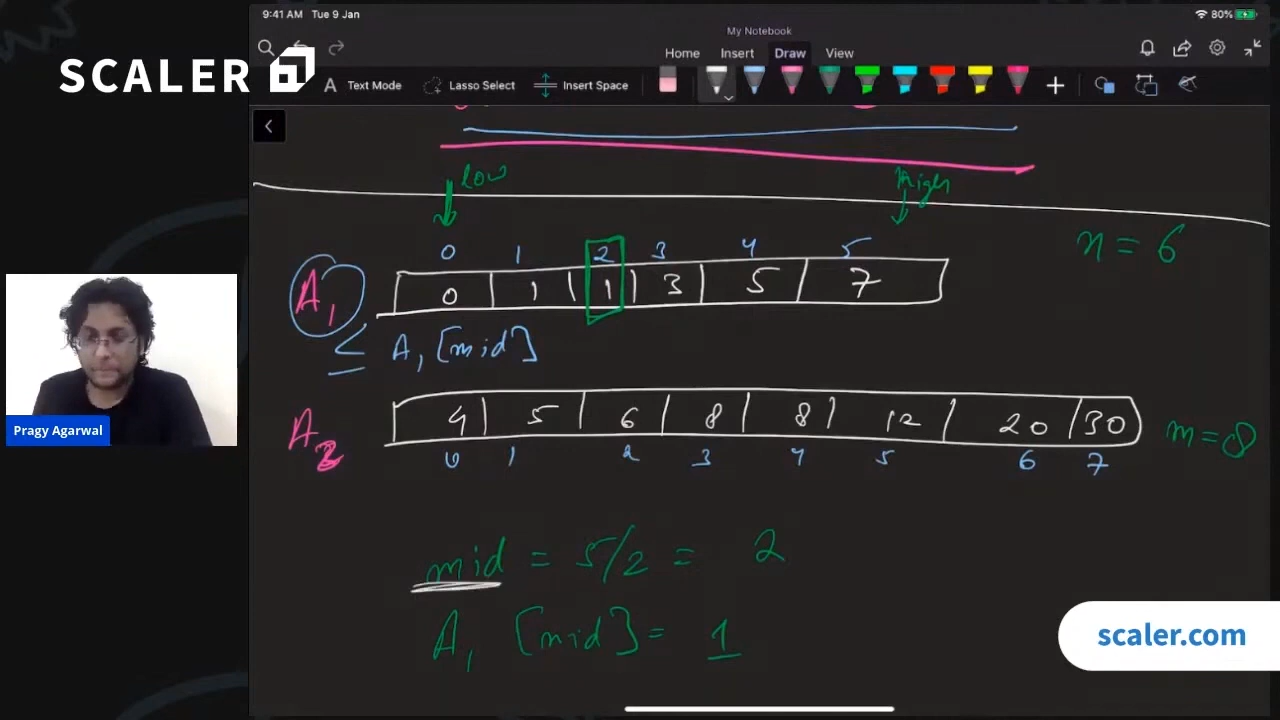 9:41 AM Tue 9 Jan
80%
My Notebook
SCALER
Home Insert Draw View
Text Mode Lasso Select Insert Space
low high
n = 6
0 1 2 3 4 5
A1 0 1 1 3 5 7
≤ A1 [mid]
A2 4 5 6 8 8 12 20 30
m = 8
0 1 2 3 4 5 6 7
Pragy Agarwal
mid = 5/2 = 2
A1 [mid] = 1
scaler.com